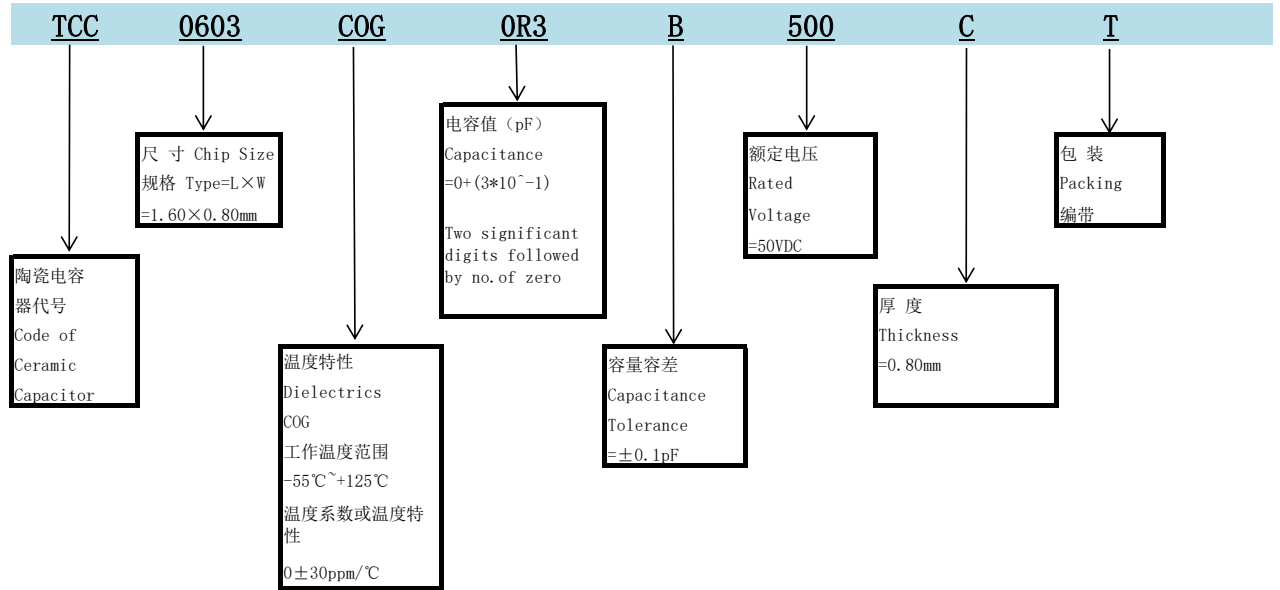 TCC 0603 COG 0R3 B 500 C T
陶瓷电容
器代号
Code of
Ceramic
Capacitor
尺 寸 Chip Size
规格 Type=L×W
=1.60×0.80mm
温度特性
Dielectrics
COG
工作温度范围
-55℃~+125℃
温度系数或温度特
性
0±30ppm/℃
电容值（pF）
Capacitance
=0+(3*10^-1)
Two significant
digits followed
by no.of zero
容量容差
Capacitance
Tolerance
=±0.1pF
额定电压
Rated
Voltage
=50VDC
厚 度
Thickness
=0.80mm
包 装
Packing
编带